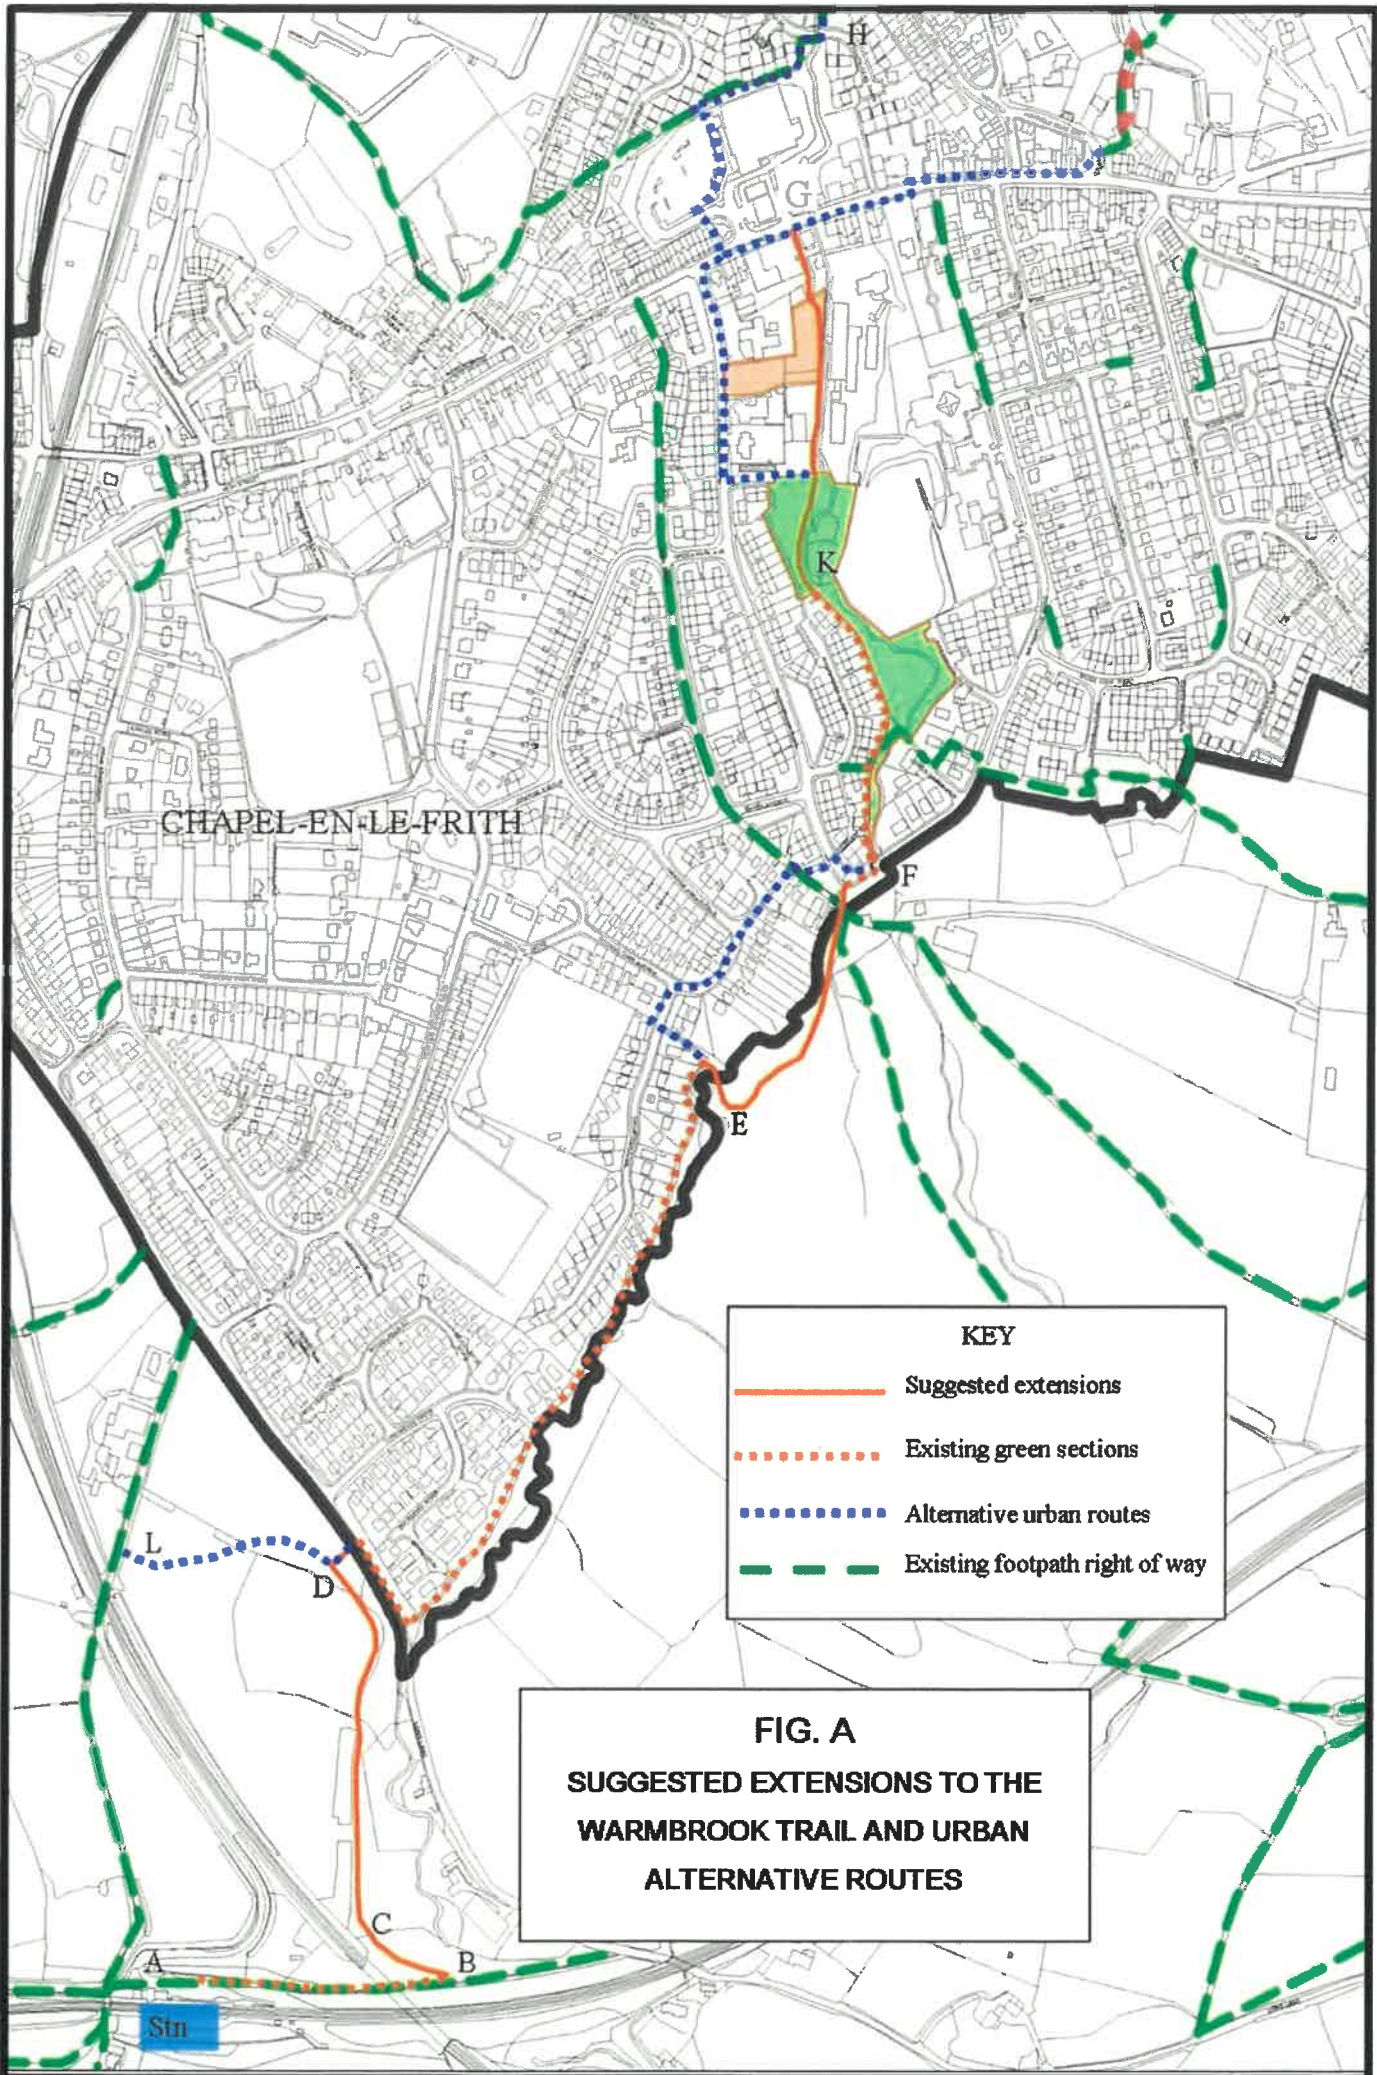 H
G
K
CHAPEL-EN-LE-FRITH
F
E
KEY
Suggested extensions
Existing green sections
Alternative urban routes
Existing footpath right of way
L
D
FIG. A
SUGGESTED EXTENSIONS TO THE
WARMBROOK TRAIL AND URBAN
ALTERNATIVE ROUTES
C
A
B
Stn